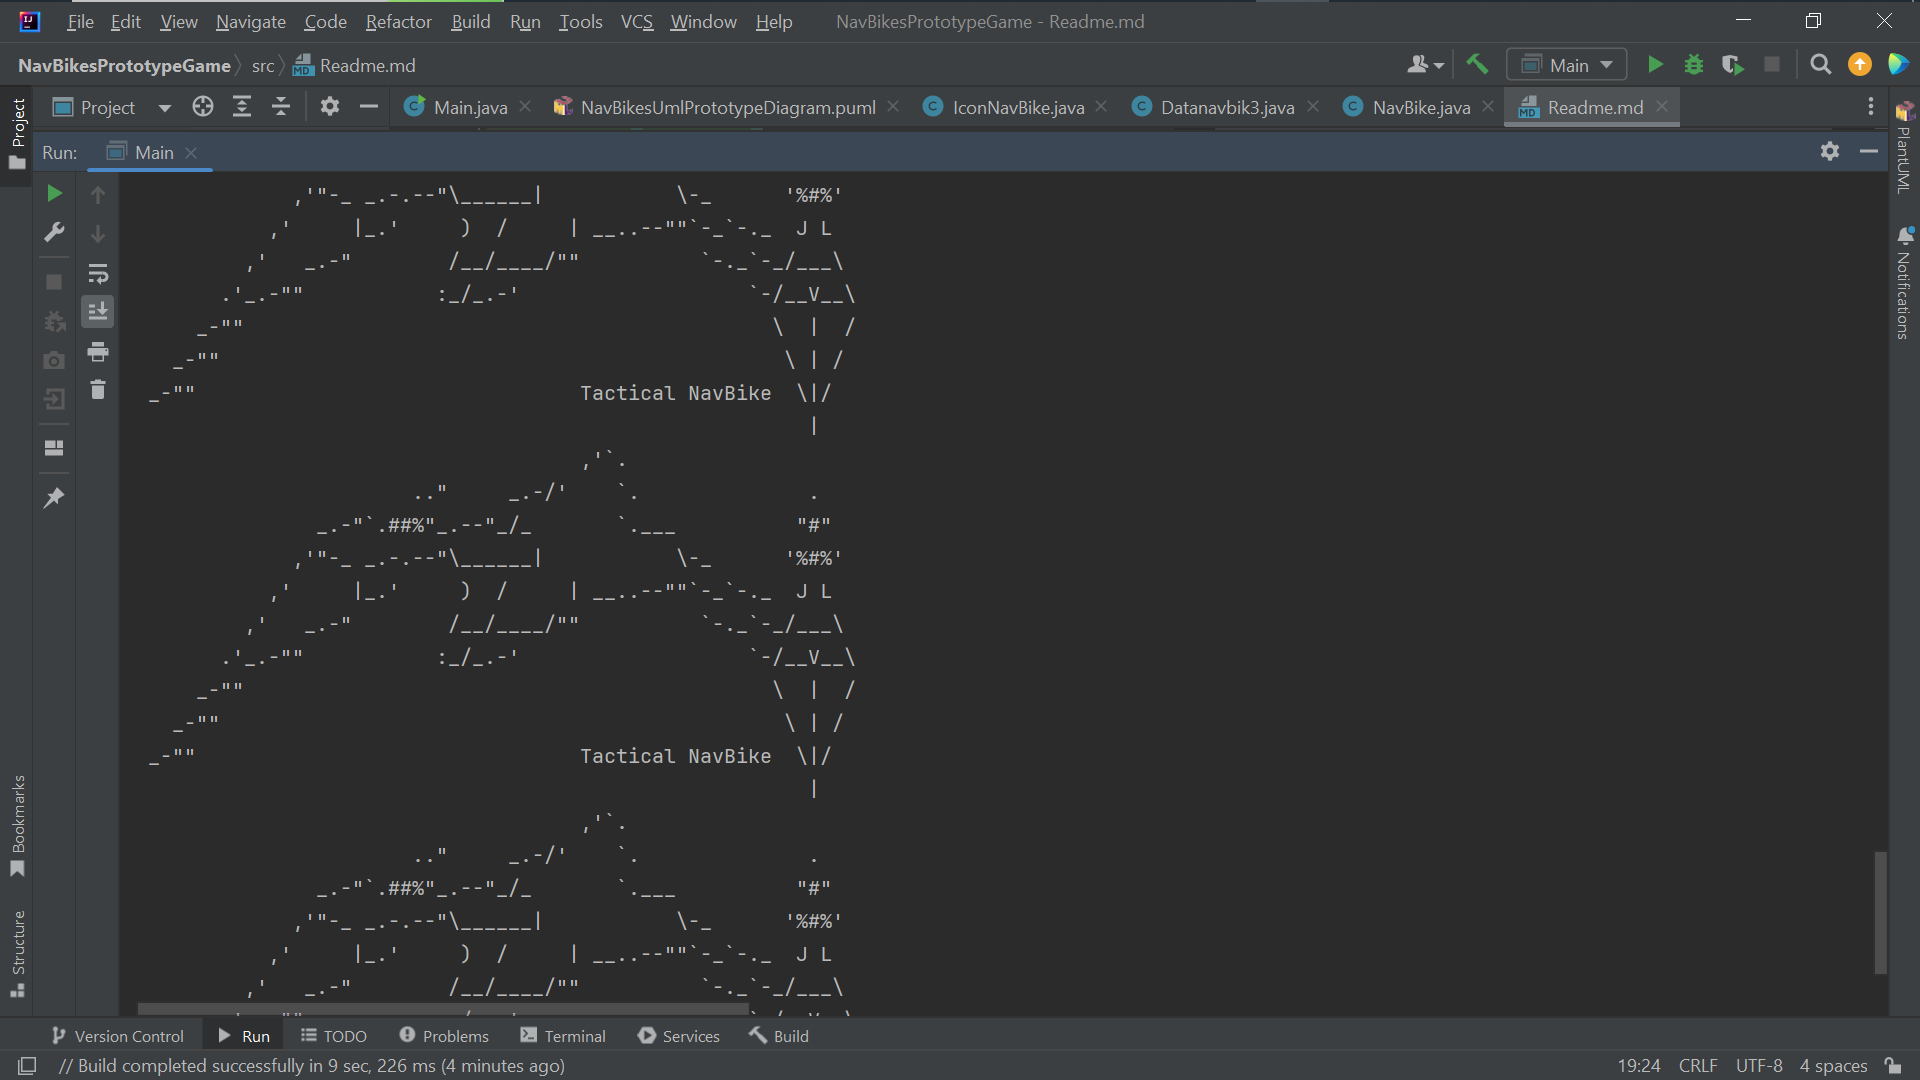 File Edit View Navigate Code Refactor Build Run Tools VCS Window Help NavBikesPrototypeGame - Readme.md
NavBikesPrototypeGame src Readme.md Main
Project Main.java NavBikesUmlPrototypeDiagram.puml IconNavBike.java Datanavbik3.java NavBike.java Readme.md
Run: Main
Project
Bookmarks
Structure
PlantUML
Notifications
            ,'"-_ _.-.--"\______|           \-_      '%#%'
          ,'     |_.'     )  /     | __..--""`-_`-._  J L
        ,'   _.-"        /__/____/""          `-._`-_/___\
      .'_.-""           :_/_.-'                   `-/__V__\
    _-""                                            \  |  /
  _-""                                               \ | /
_-""                                Tactical NavBike  \|/
                                                       |
                                    ,'`.
                      .."     _.-/'    `.              .
              _.-"`.##%"_.--"_/_       `.___          "#"
            ,'"-_ _.-.--"\______|           \-_      '%#%'
          ,'     |_.'     )  /     | __..--""`-_`-._  J L
        ,'   _.-"        /__/____/""          `-._`-_/___\
      .'_.-""           :_/_.-'                   `-/__V__\
    _-""                                            \  |  /
  _-""                                               \ | /
_-""                                Tactical NavBike  \|/
                                                       |
                                    ,'`.
                      .."     _.-/'    `.              .
              _.-"`.##%"_.--"_/_       `.___          "#"
            ,'"-_ _.-.--"\______|           \-_      '%#%'
          ,'     |_.'     )  /     | __..--""`-_`-._  J L
        ,'   _.-"        /__/____/""          `-._`-_/___\
Version Control Run TODO Problems Terminal Services Build
// Build completed successfully in 9 sec, 226 ms (4 minutes ago) 19:24 CRLF UTF-8 4 spaces